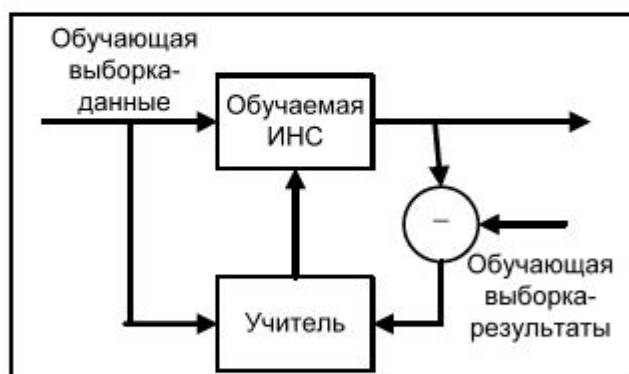 Обучающая
выборка-
данные
Обучаемая
ИНС
−
Обучающая
выборка-
результаты
Учитель